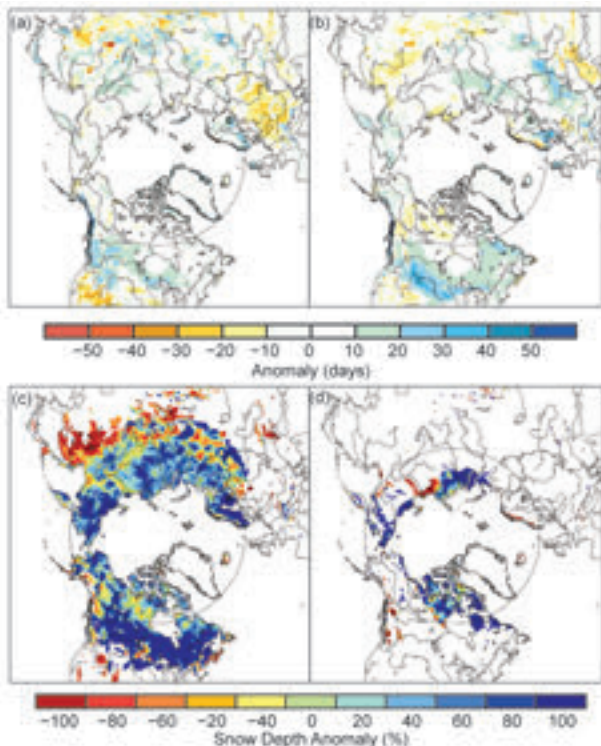 (a) (b)
−50 −40 −30 −20 −10 0 10 20 30 40 50
Anomaly (days)
(c) (d)
−100 −80 −60 −20 −40 0 20 40 60 80 100
Snow Depth Anomaly (%)